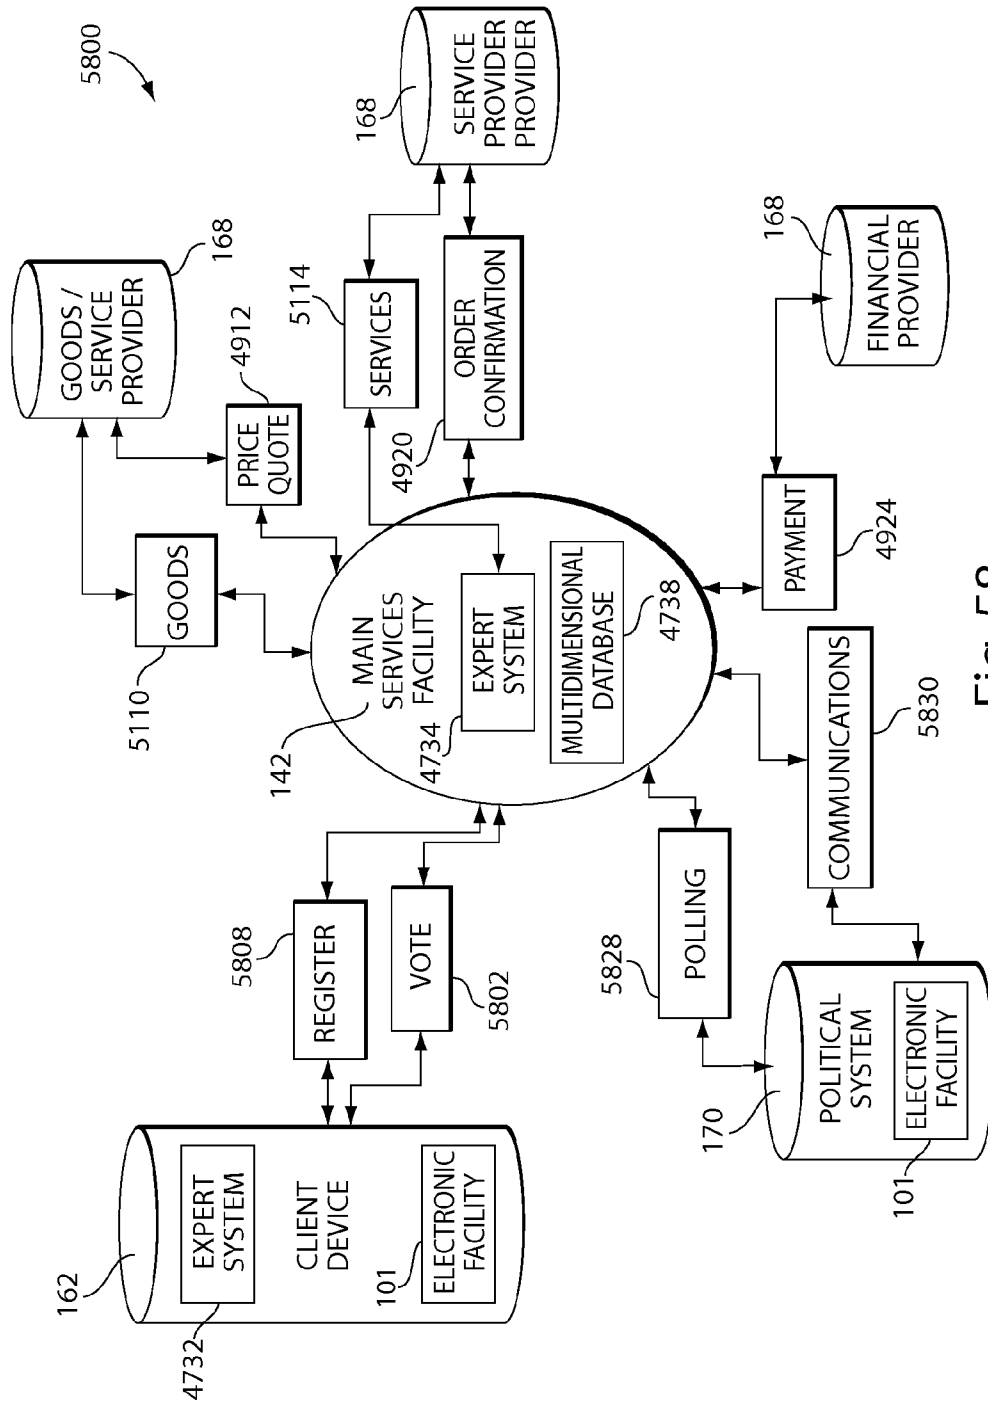 5800
162
EXPERT
SYSTEM
4732
CLIENT
DEVICE
101
ELECTRONIC
FACILITY
5808
REGISTER
VOTE
5802
5110
GOODS
GOODS /
SERVICE
PROVIDER
168
4912
PRICE
QUOTE
142
MAIN
SERVICES
FACILITY
4734
EXPERT
SYSTEM
MULTIDIMENSIONAL
DATABASE
4738
5114
SERVICES
4920
ORDER
CONFIRMATION
168
SERVICE
PROVIDER
PROVIDER
5828
POLLING
170
POLITICAL
SYSTEM
101
ELECTRONIC
FACILITY
COMMUNICATIONS
5830
PAYMENT
4924
168
FINANCIAL
PROVIDER
Fig. 58